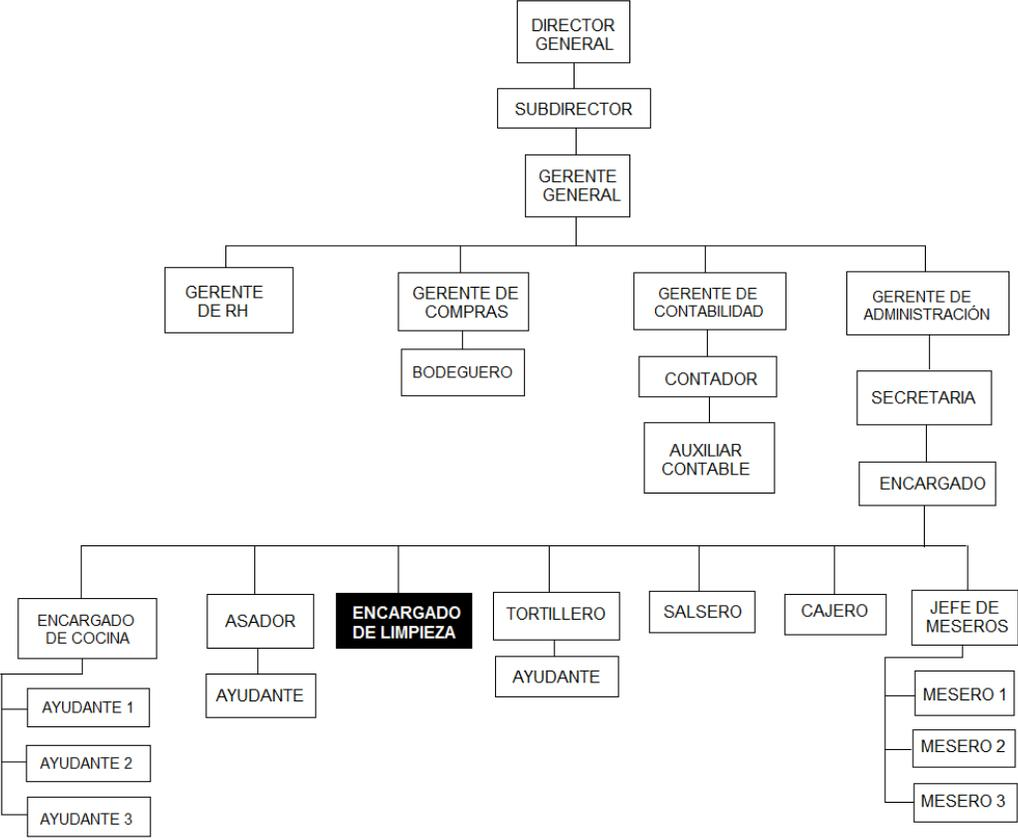 DIRECTOR
GENERAL
SUBDIRECTOR
GERENTE
GENERAL
GERENTE
DE RH
GERENTE DE
COMPRAS
GERENTE DE
CONTABILIDAD
GERENTE DE
ADMINISTRACIÓN
BODEGUERO
CONTADOR
SECRETARIA
AUXILIAR
CONTABLE
ENCARGADO
ENCARGADO
DE COCINA
ASADOR
ENCARGADO
DE LIMPIEZA
TORTILLERO
SALSERO
CAJERO
JEFE DE
MESEROS
AYUDANTE 1
AYUDANTE 2
AYUDANTE 3
AYUDANTE
AYUDANTE
MESERO 1
MESERO 2
MESERO 3